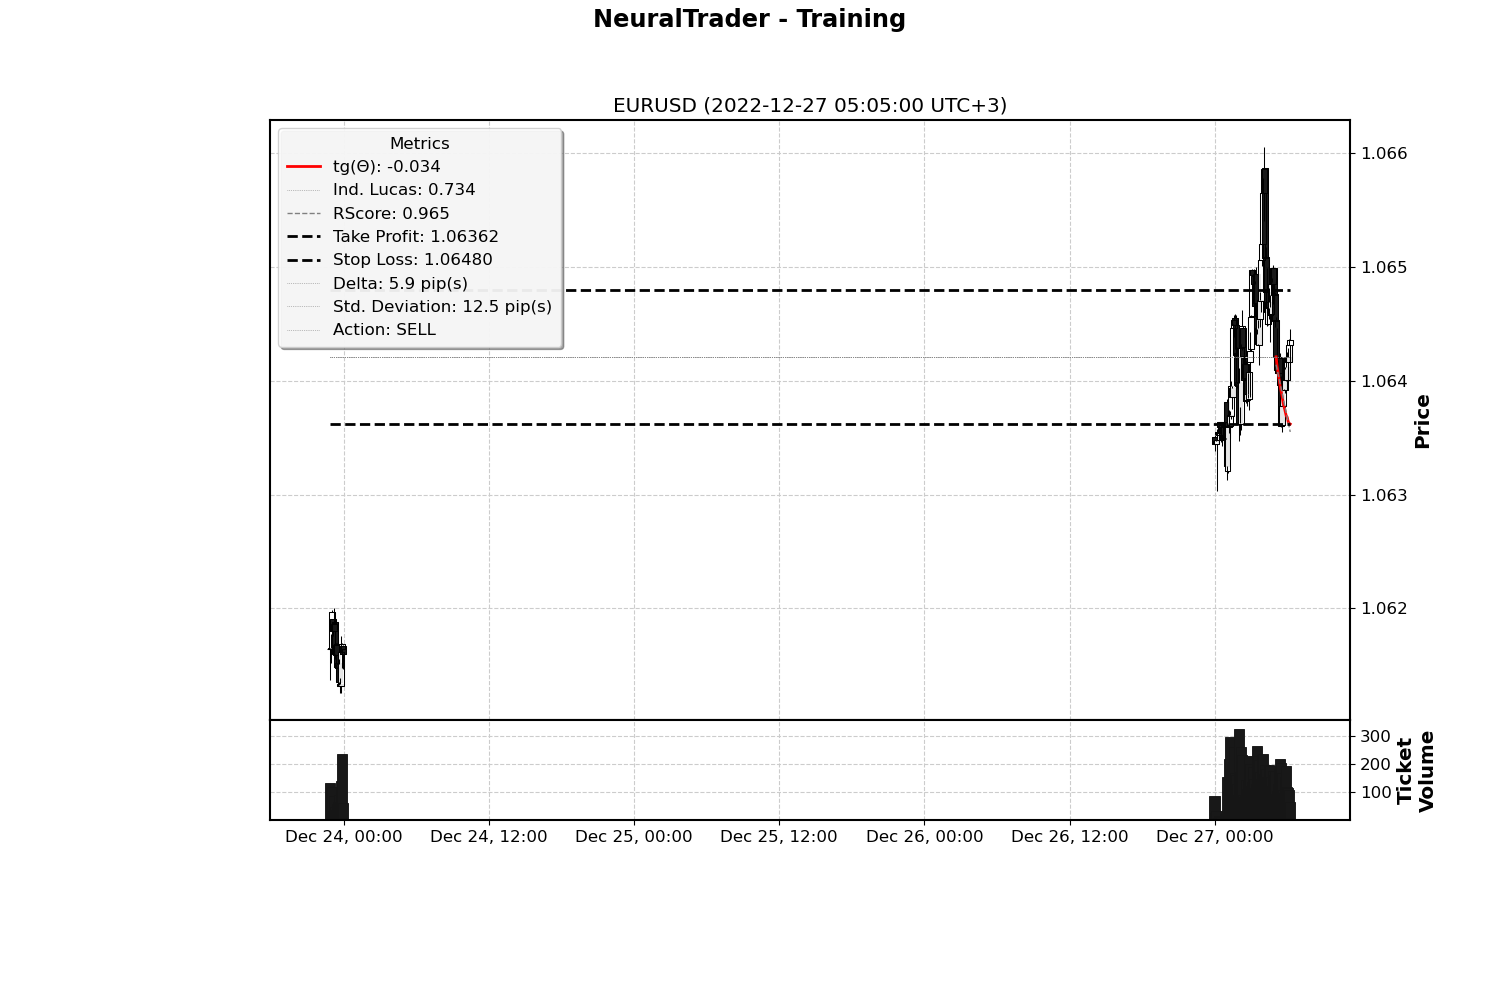 NeuralTrader - Training
EURUSD (2022-12-27 05:05:00 UTC+3)
Metrics
tg(Θ): -0.034
Ind. Lucas: 0.734
RScore: 0.965
Take Profit: 1.06362
Stop Loss: 1.06480
Delta: 5.9 pip(s)
Std. Deviation: 12.5 pip(s)
Action: SELL
1.066
1.065
1.064
1.063
1.062
Price
300
200
100
Ticket
Volume
Dec 24, 00:00
Dec 24, 12:00
Dec 25, 00:00
Dec 25, 12:00
Dec 26, 00:00
Dec 26, 12:00
Dec 27, 00:00